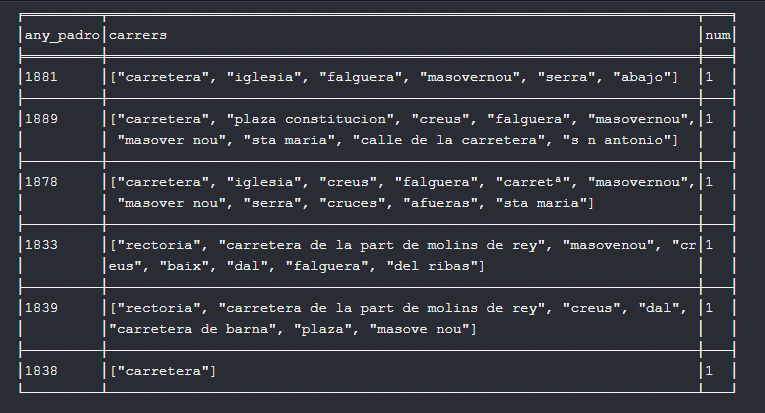 any_padro carrers num
1881 ["carretera", "iglesia", "falguera", "masovernou", "serra", "abajo"] 1
1889 ["carretera", "plaza constitucion", "creus", "falguera", "masovernou", 1
"masover nou", "sta maria", "calle de la carretera", "s n antonio"]
1878 ["carretera", "iglesia", "creus", "falguera", "carretª", "masovernou", 1
"masover nou", "serra", "cruces", "afueras", "sta maria"]
1833 ["rectoria", "carretera de la part de molins de rey", "masovenou", "cr 1
eus", "baix", "dal", "falguera", "del ribas"]
1839 ["rectoria", "carretera de la part de molins de rey", "creus", "dal", 1
"carretera de barna", "plaza", "masove nou"]
1838 ["carretera"] 1